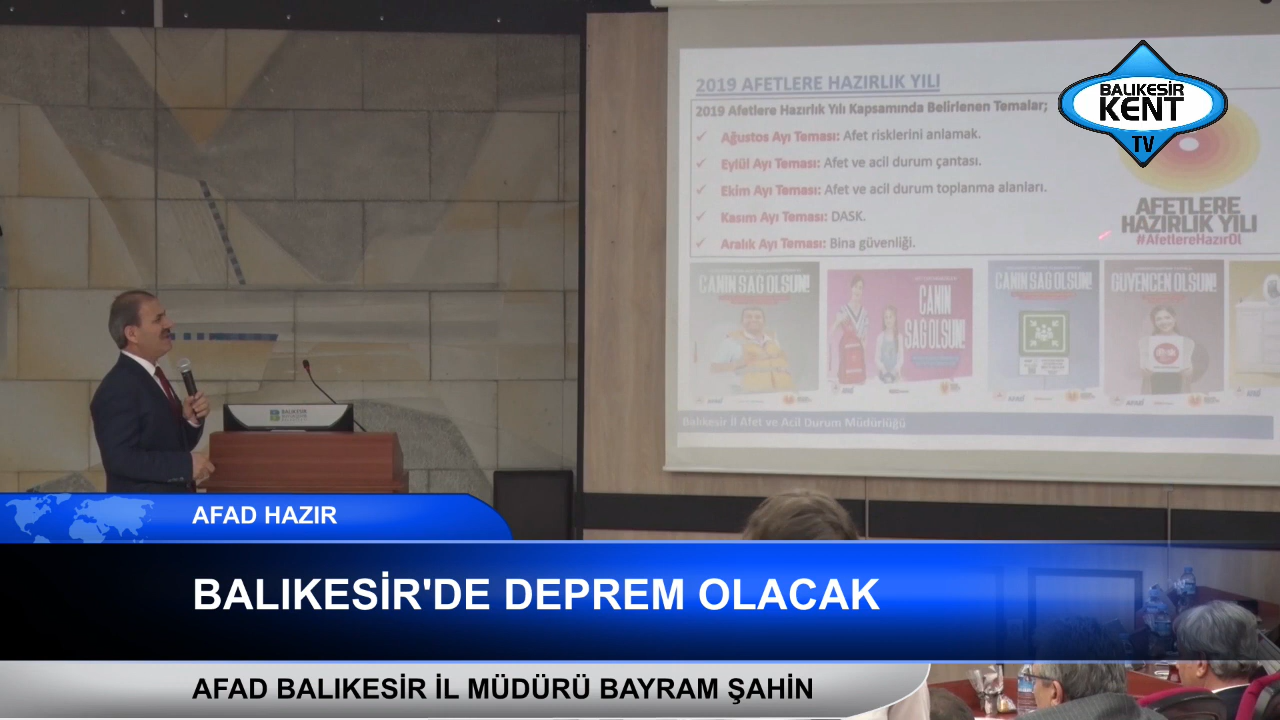 2019 AFETLERE HAZIRLIK YILI
2019 Afetlere Hazırlık Yılı Kapsamında Belirlenen Temalar;
✓ Ağustos Ayı Teması: Afet risklerini anlamak.
✓ Eylül Ayı Teması: Afet ve acil durum çantası.
✓ Ekim Ayı Teması: Afet ve acil durum toplanma alanları.
✓ Kasım Ayı Teması: DASK.
✓ Aralık Ayı Teması: Bina güvenliği.
BALIKESİR
KENT
TV
AFETLERE
HAZIRLIK YILI
#AfetlereHazırOl
CANIN SAĞ OLSUN!
CANIN
SAĞ OLSUN!
CANIN SAĞ OLSUN!
GÜVENCEN OLSUN!
Balıkesir İl Afet ve Acil Durum Müdürlüğü
BALIKESİR
AFAD HAZIR
BALIKESİR'DE DEPREM OLACAK
AFAD BALIKESİR İL MÜDÜRÜ BAYRAM ŞAHİN